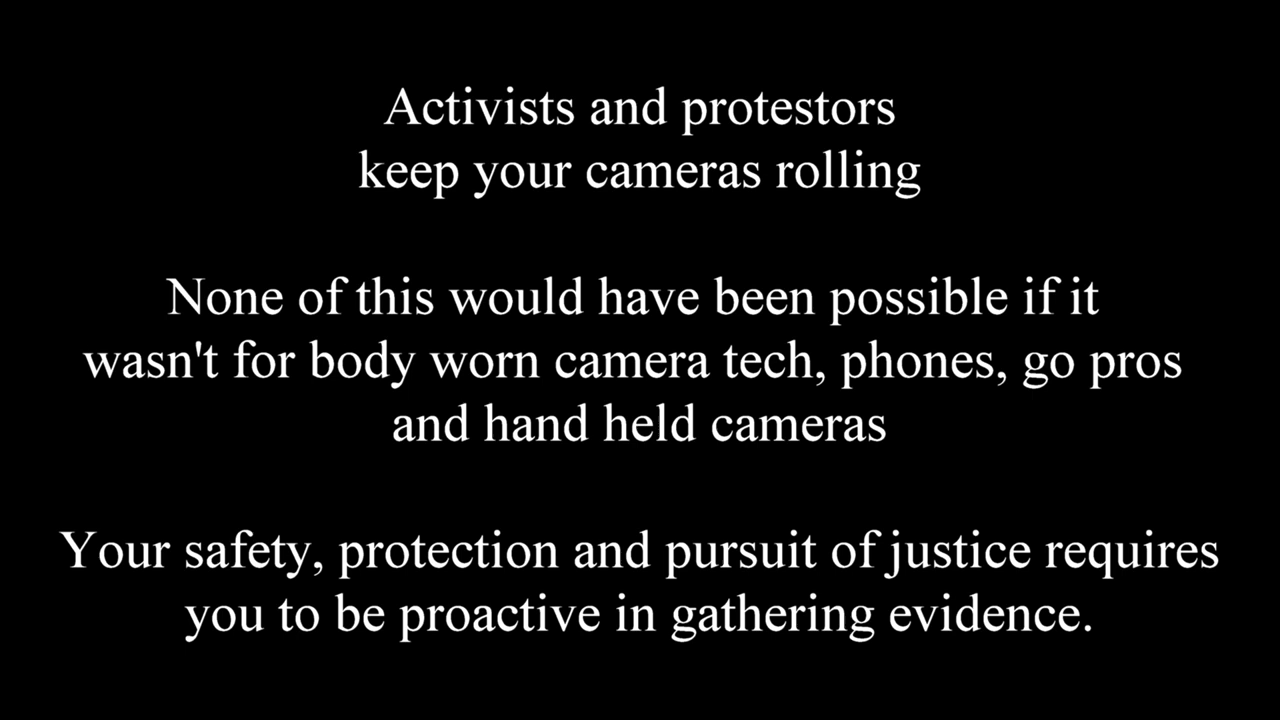 Activists and protestors
keep your cameras rolling
None of this would have been possible if it
wasn't for body worn camera tech, phones, go pros
and hand held cameras
Your safety, protection and pursuit of justice requires
you to be proactive in gathering evidence.